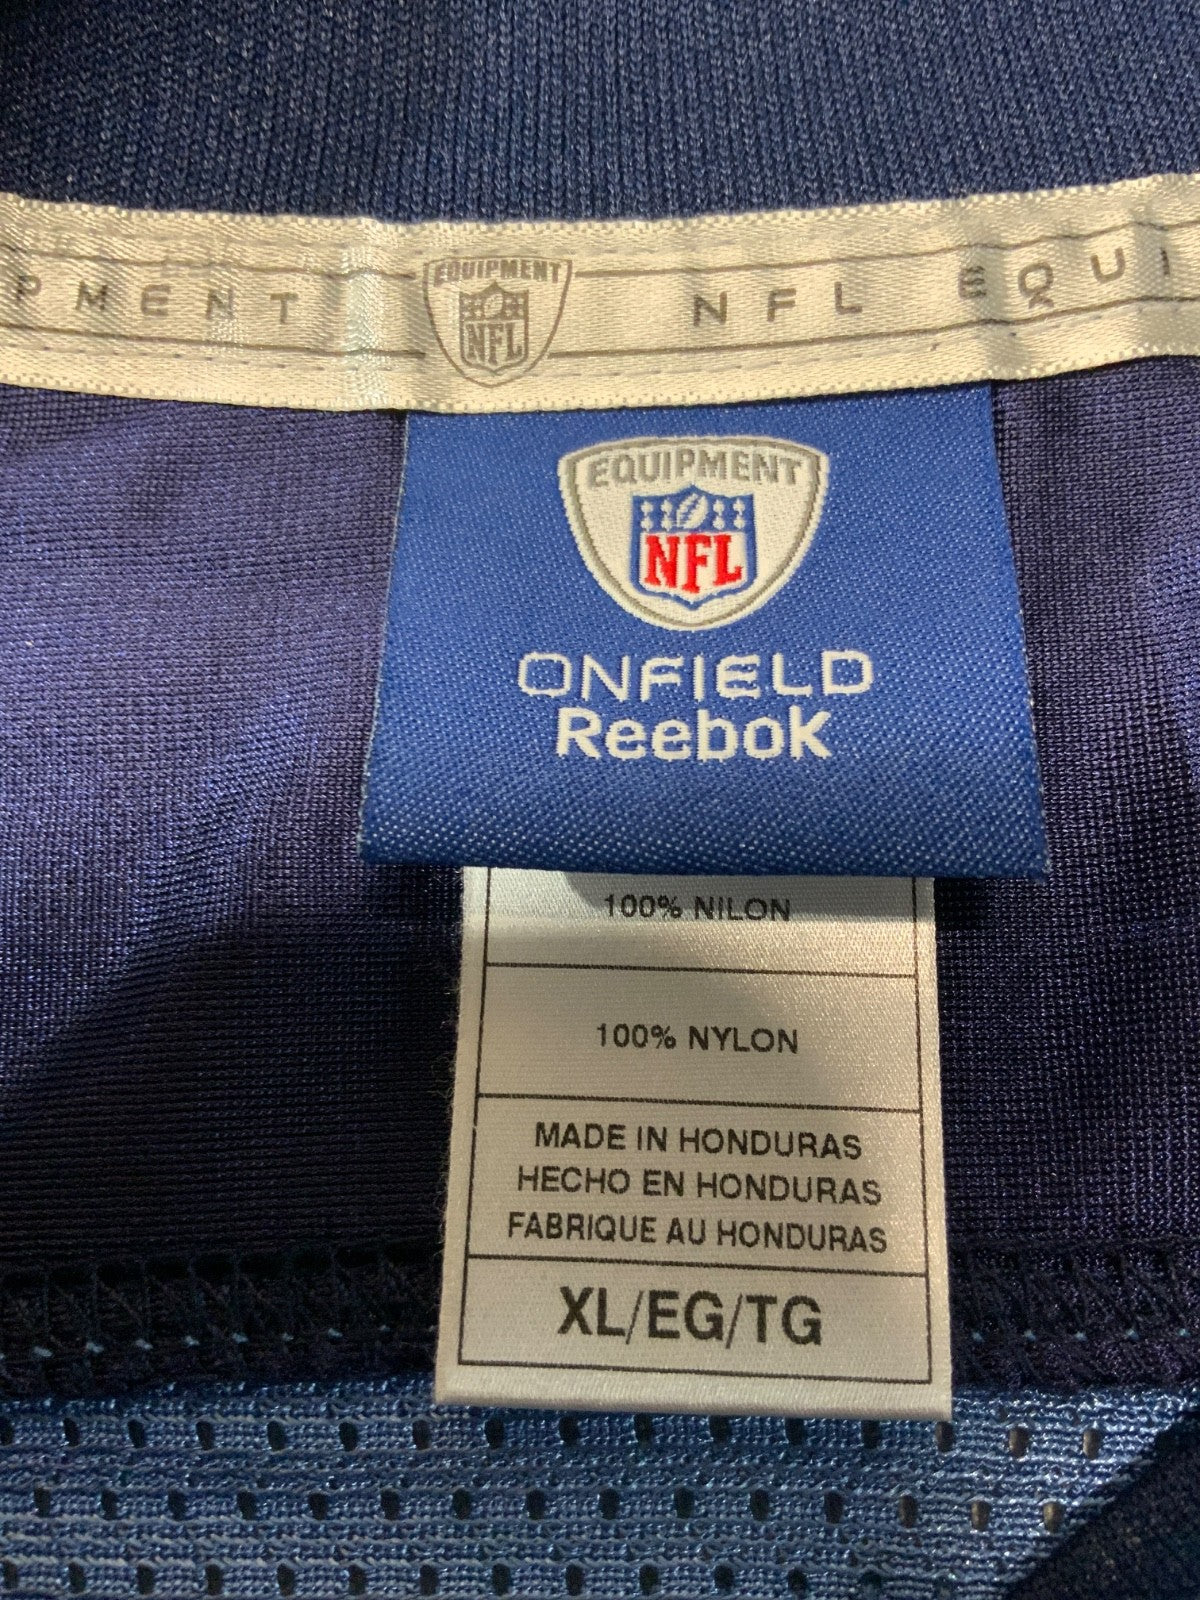 PMENT EQUIPMENT NFL NFL EQUI
EQUIPMENT
NFL
ONFIELD
Reebok
100% NILON
100% NYLON
MADE IN HONDURAS
HECHO EN HONDURAS
FABRIQUE AU HONDURAS
XL/EG/TG